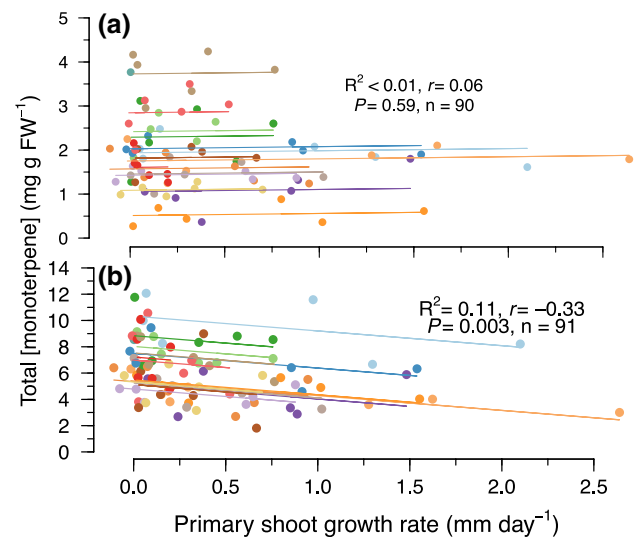 (a)
R² < 0.01, r= 0.06
P= 0.59, n = 90
5
4
3
2
1
0
Total [monoterpene] (mg g FW⁻¹)
(b)
R²= 0.11, r= −0.33
P= 0.003, n = 91
14
12
10
8
6
4
2
0
0.0 0.5 1.0 1.5 2.0 2.5
Primary shoot growth rate (mm day⁻¹)